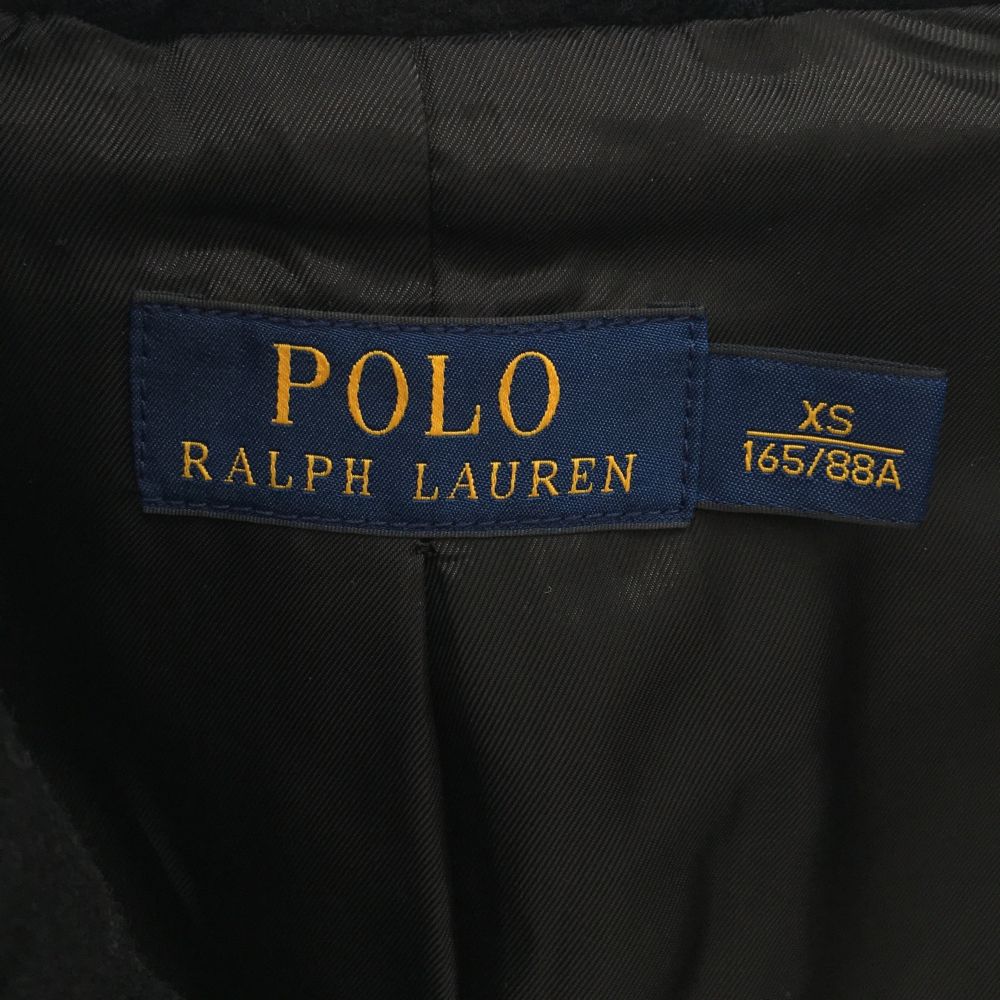 POLO
RALPH LAUREN
XS
165/88A